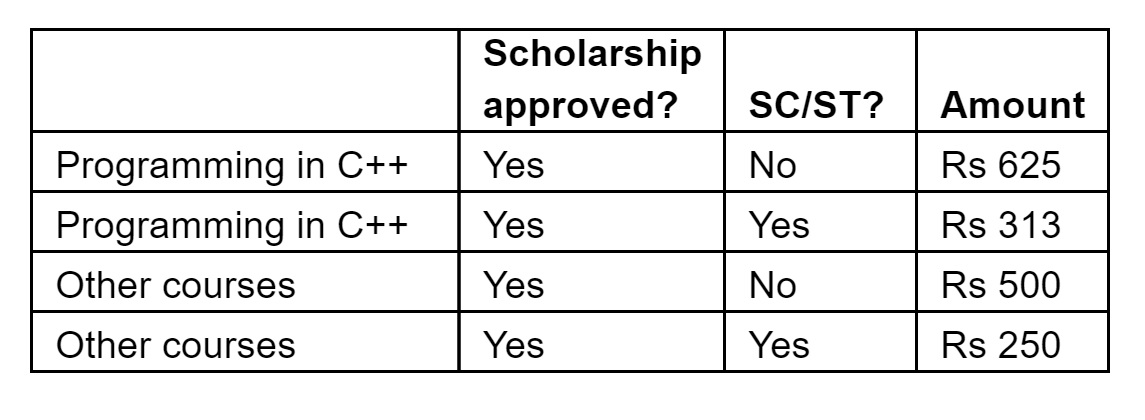 Scholarship
approved? SC/ST? Amount
Programming in C++ Yes No Rs 625
Programming in C++ Yes Yes Rs 313
Other courses Yes No Rs 500
Other courses Yes Yes Rs 250